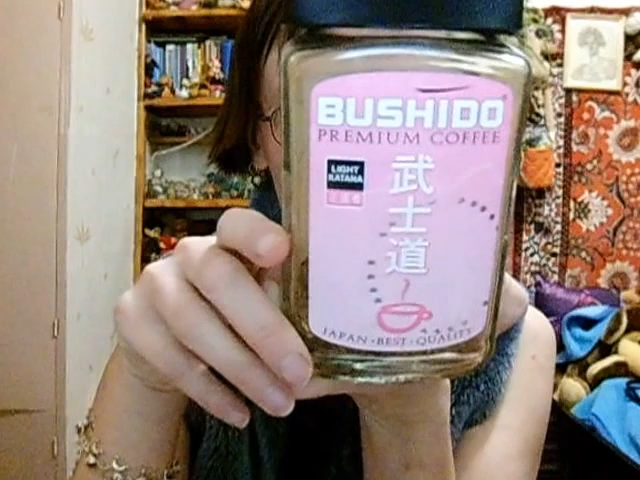 BUSHIDO
PREMIUM COFFEE
LIGHT
KATANA
武
士
道
JAPAN • BEST • QUALITY